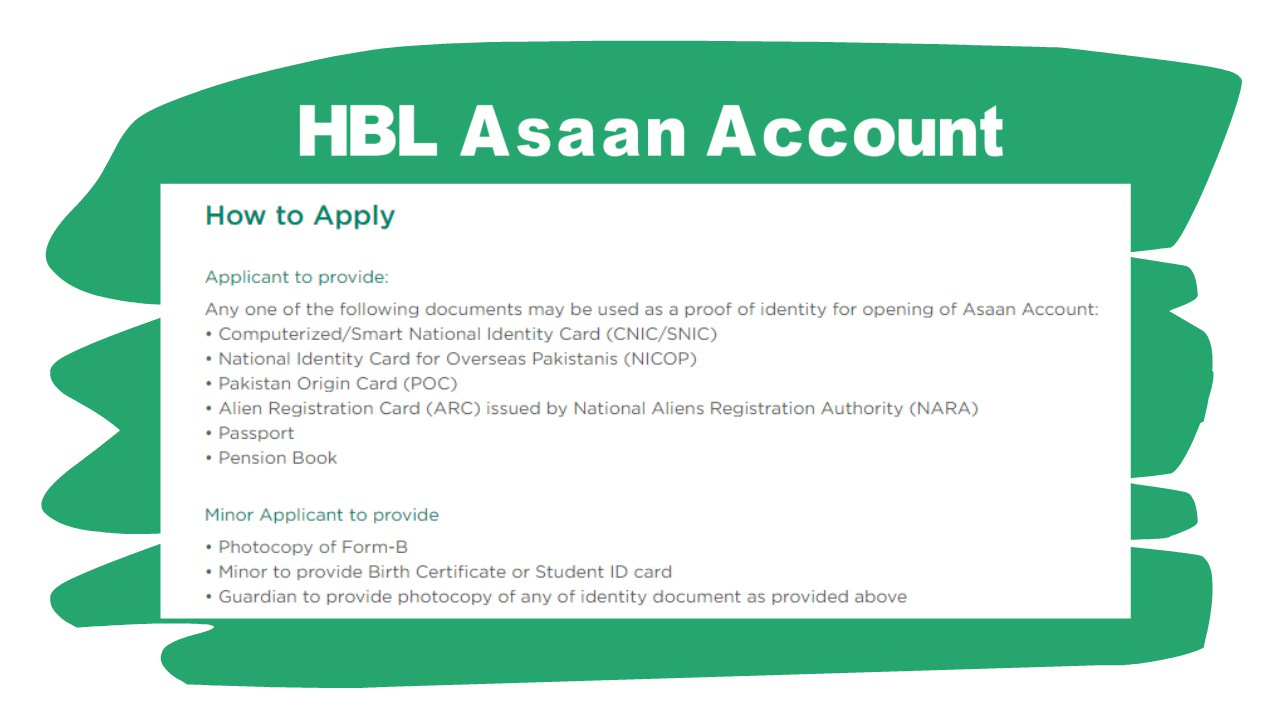 HBL Asaan Account
How to Apply
Applicant to provide:
Any one of the following documents may be used as a proof of identity for opening of Asaan Account:
• Computerized/Smart National Identity Card (CNIC/SNIC)
• National Identity Card for Overseas Pakistanis (NICOP)
• Pakistan Origin Card (POC)
• Alien Registration Card (ARC) issued by National Aliens Registration Authority (NARA)
• Passport
• Pension Book
Minor Applicant to provide
• Photocopy of Form-B
• Minor to provide Birth Certificate or Student ID card
• Guardian to provide photocopy of any of identity document as provided above